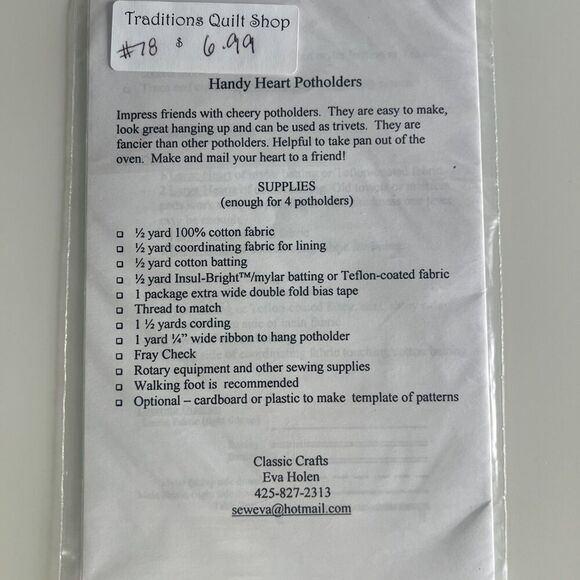 Traditions Quilt Shop
#78 $ 6.99
Handy Heart Potholders
Impress friends with cheery potholders. They are easy to make,
look great hanging up and can be used as trivets. They are
fancier than other potholders. Helpful to take pan out of the
oven. Make and mail your heart to a friend!
SUPPLIES
(enough for 4 potholders)
½ yard 100% cotton fabric
½ yard coordinating fabric for lining
½ yard cotton batting
½ yard Insul-Bright™/mylar batting or Teflon-coated fabric
1 package extra wide double fold bias tape
Thread to match
1 ½ yards cording
1 yard ¼” wide ribbon to hang potholder
Fray Check
Rotary equipment and other sewing supplies
Walking foot is recommended
Optional – cardboard or plastic to make template of patterns
Classic Crafts
Eva Holen
425-827-2313
seweva@hotmail.com